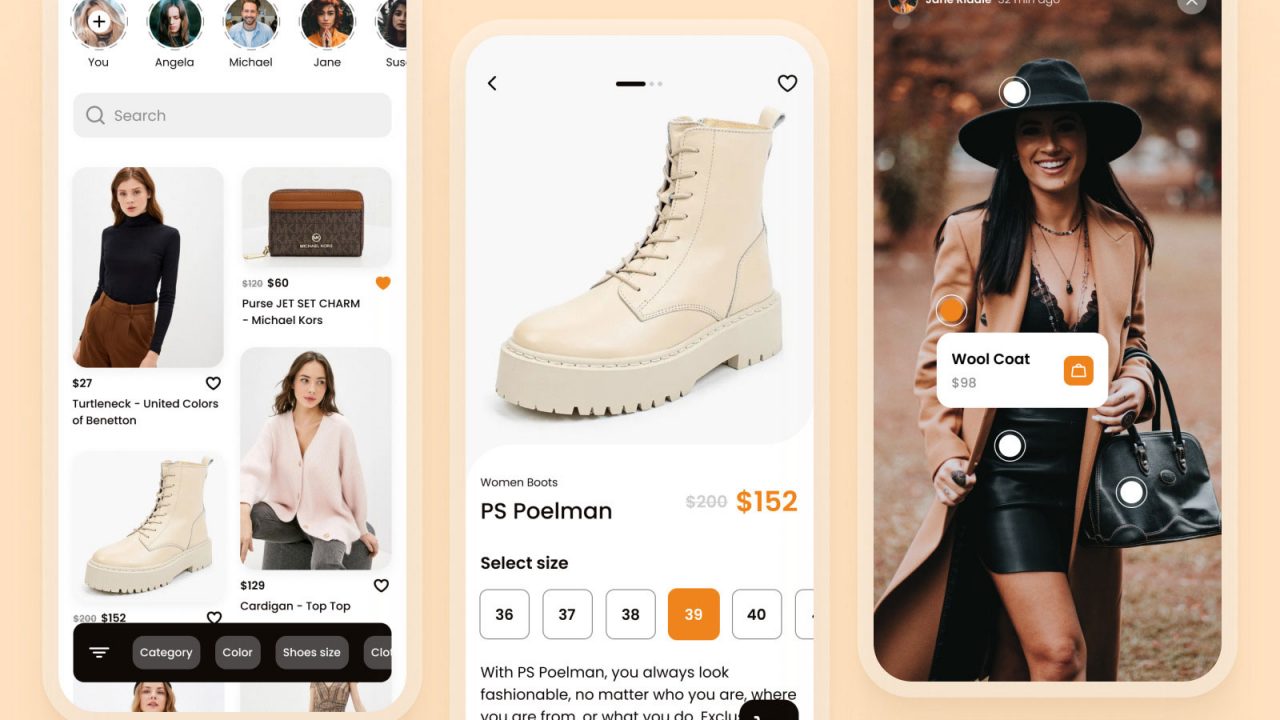 You
Angela
Michael
Jane
Search
MICHAEL KORS
$120 $60
Purse JET SET CHARM
- Michael Kors
$27
Turtleneck - United Colors
of Benetton
$129
Cardigan - Top Top
$200 $152
Category
Color
Shoes size
Women Boots
PS Poelman
$200 $152
Select size
36
37
38
39
40
With PS Poelman, you always look
fashionable, no matter who you are, where
you are from, or what you do.
Jane Riddle 32 min ago
Wool Coat
$98